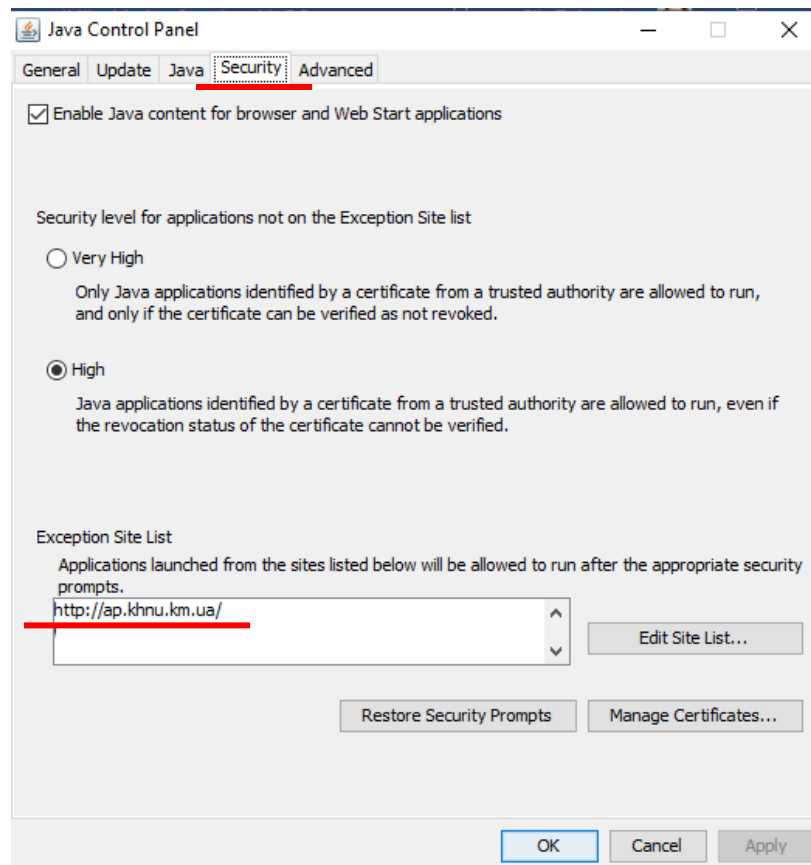 Java Control Panel
General Update Java Security Advanced
Enable Java content for browser and Web Start applications
Security level for applications not on the Exception Site list
Very High
Only Java applications identified by a certificate from a trusted authority are allowed to run,
and only if the certificate can be verified as not revoked.
High
Java applications identified by a certificate from a trusted authority are allowed to run, even if
the revocation status of the certificate cannot be verified.
Exception Site List
Applications launched from the sites listed below will be allowed to run after the appropriate security
prompts.
http://ap.khnu.km.ua/
Edit Site List...
Restore Security Prompts Manage Certificates...
OK Cancel Apply